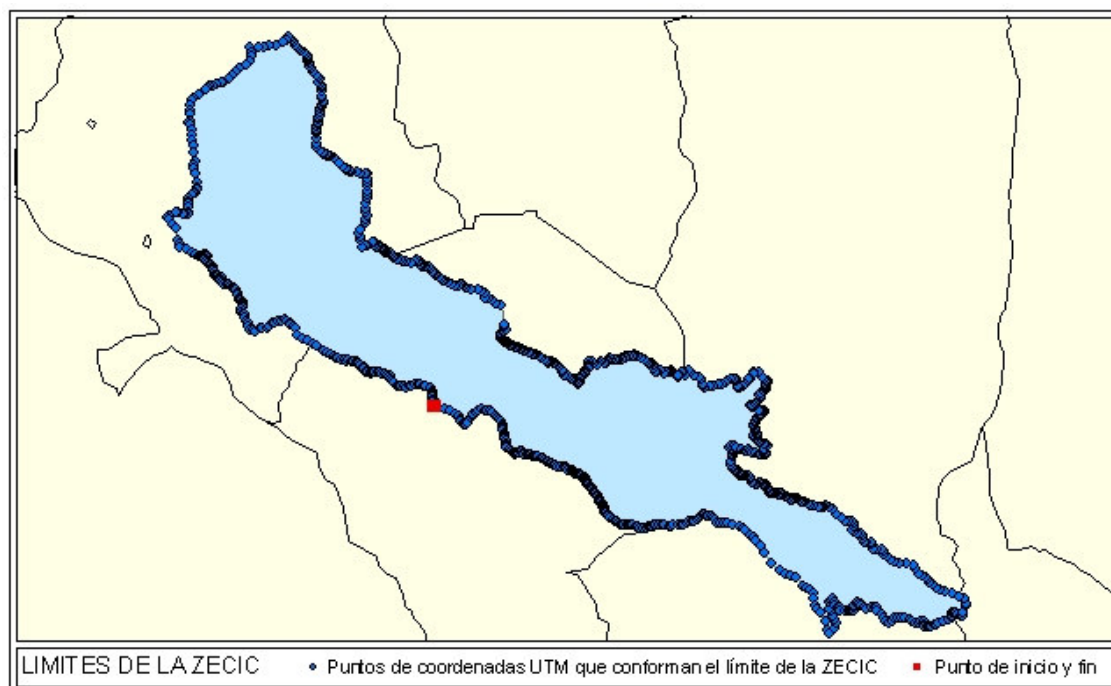 LIMITES DE LA ZECIC Puntos de coordenadas UTM que conforman el límite de la ZECIC Punto de inicio y fin